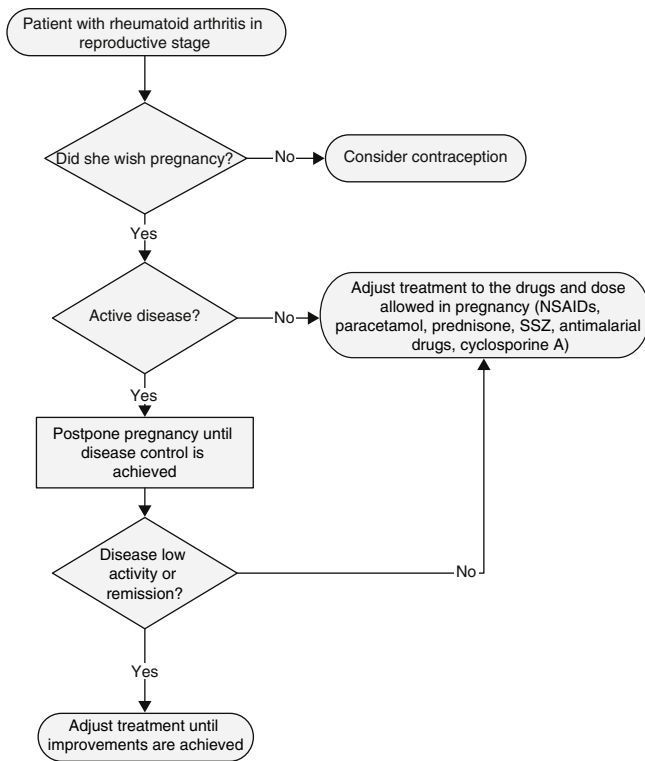 Patient with rheumatoid arthritis in
reproductive stage
Did she wish pregnancy?
No
Consider contraception
Yes
Active disease?
No
Adjust treatment to the drugs and dose
allowed in pregnancy (NSAIDs,
paracetamol, prednisone, SSZ, antimalarial
drugs, cyclosporine A)
Yes
Postpone pregnancy until
disease control is
achieved
Disease low
activity or
remission?
No
Yes
Adjust treatment until
improvements are achieved